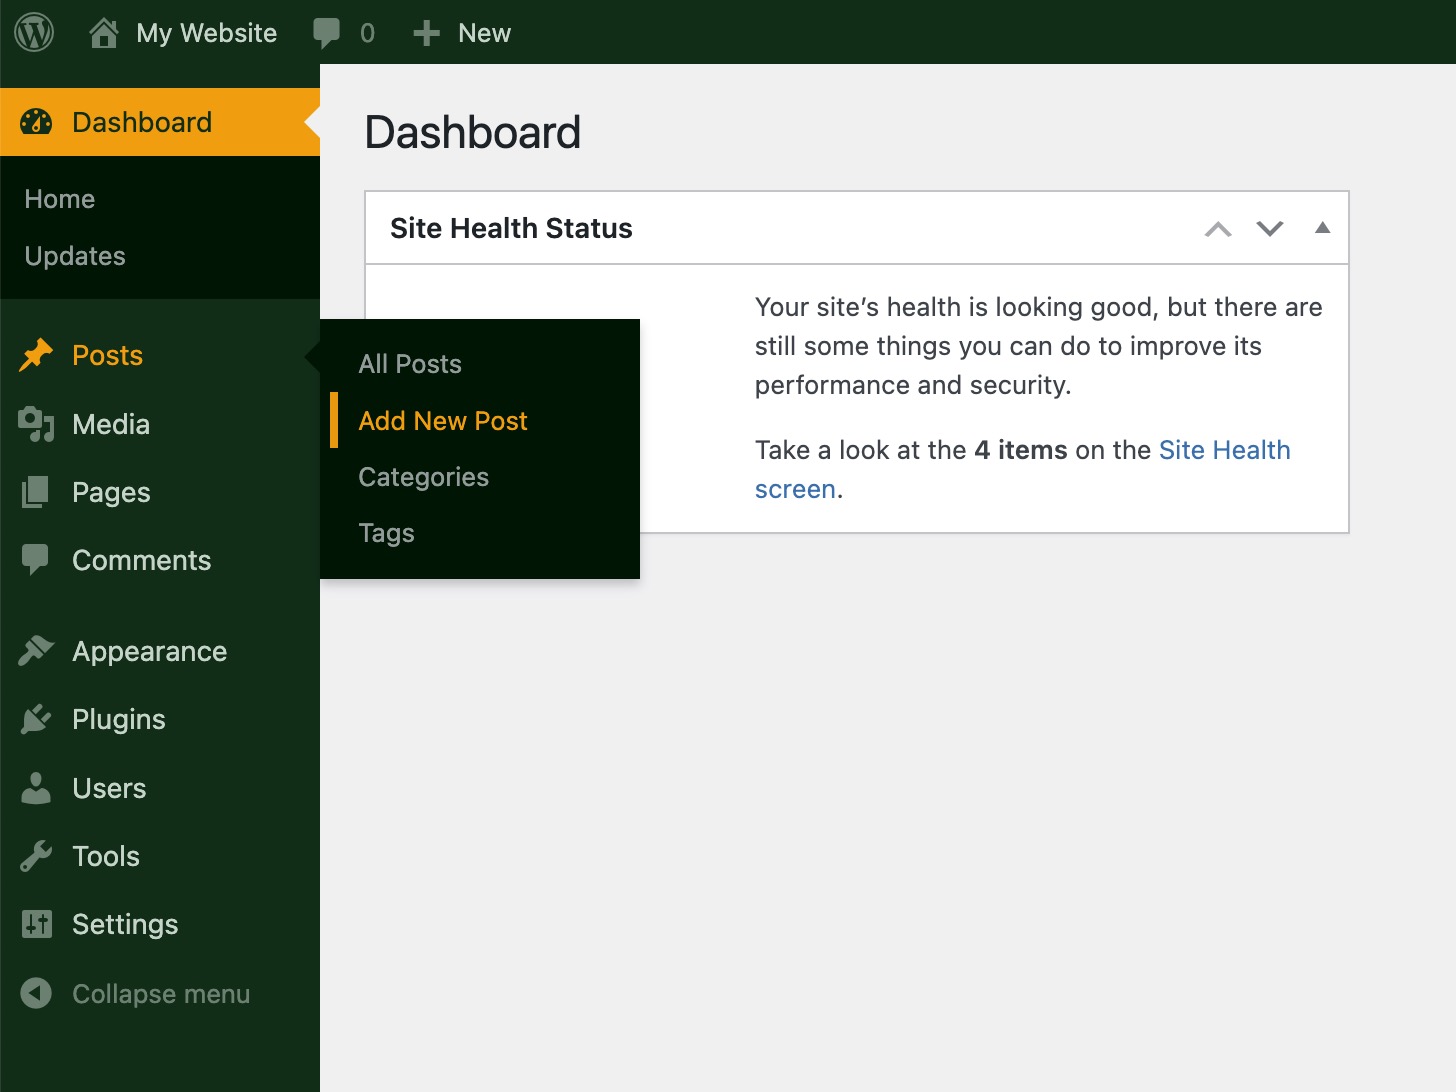 My Website 0 New
Dashboard
Home
Updates
Posts
Media
Pages
Comments
Appearance
Plugins
Users
Tools
Settings
Collapse menu
All Posts
Add New Post
Categories
Tags
Dashboard
Site Health Status
Your site’s health is looking good, but there are
still some things you can do to improve its
performance and security.
Take a look at the 4 items on the Site Health
screen.